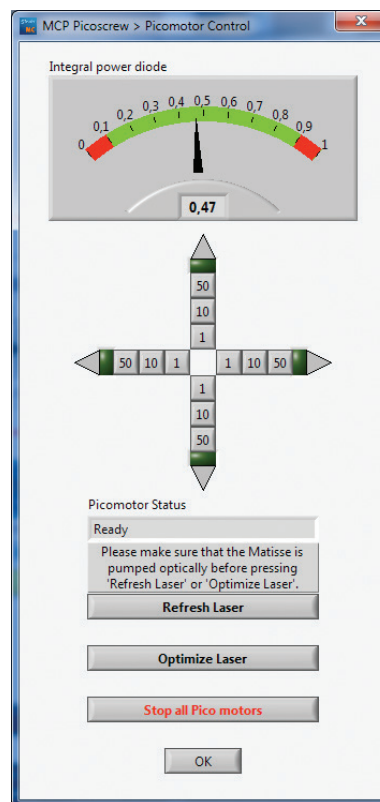 MCP Picoscrew > Picomotor Control
Integral power diode
0 0,1 0,2 0,3 0,4 0,5 0,6 0,7 0,8 0,9 1
0,47
50
10
1
50 10 1 1 10 50
1
10
50
Picomotor Status
Ready
Please make sure that the Matisse is
pumped optically before pressing
'Refresh Laser' or 'Optimize Laser'.
Refresh Laser
Optimize Laser
Stop all Pico motors
OK